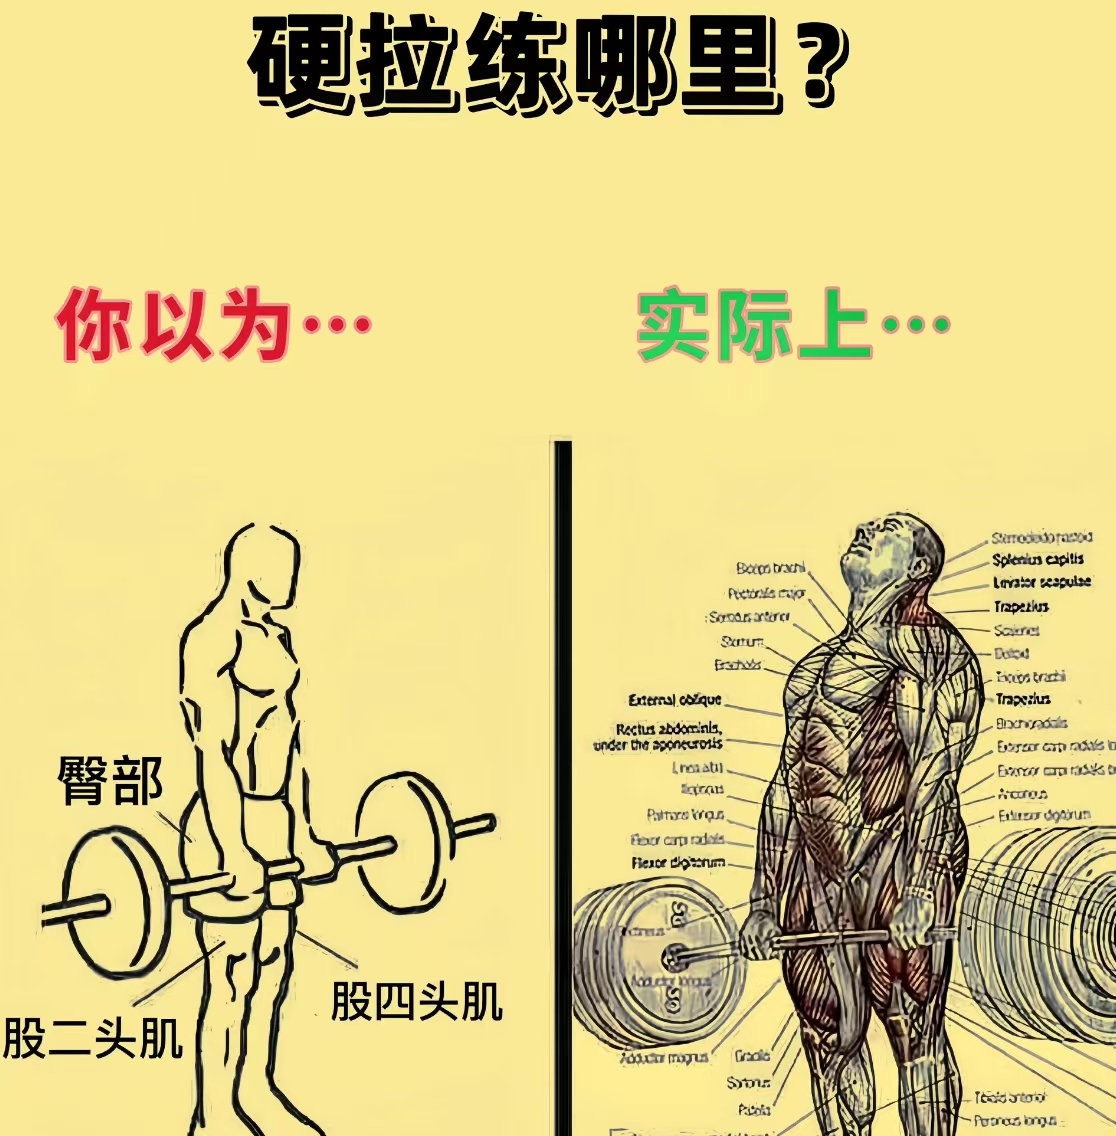 硬拉练哪里?
你以为…
实际上…
臀部
股二头肌
股四头肌
Biceps brachii
Pectoralis major
Serratus anterior
Sternum
Brachialis
External oblique
Rectus abdominis,
under the aponeurosis
Linea alba
Palmaris longus
Flexor carpi radialis
Flexor digitorum
Adductor longus
Adductor magnus
Gracilis
Sartorius
Patella
Sternocleidomastoid
Splenius capitis
Levator scapulae
Trapezius
Scalenes
Deltoid
Triceps brachii
Trapezius
Brachioradialis
Extensor carpi radialis
Extensor carpi radialis
Anconeus
Extensor digitorum
Tibialis anterior
Peroneus longus